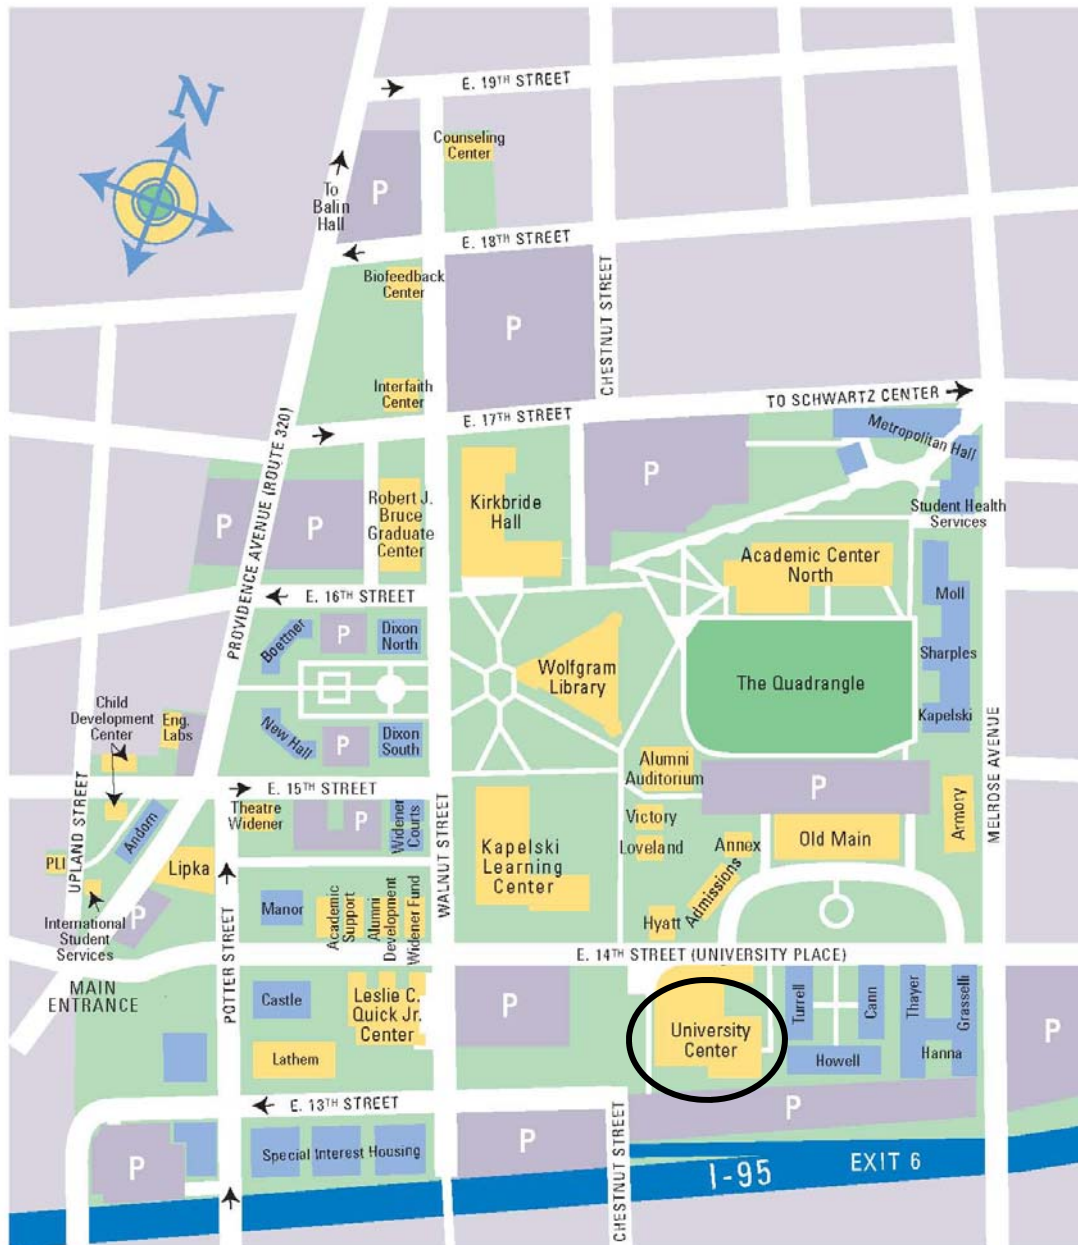 N
E. 19TH STREET
Counseling
Center
P
To
Balin
Hall
E. 18TH STREET
Biofeedback
Center
P
CHESTNUT STREET
Interfaith
Center
E. 17TH STREET
TO SCHWARTZ CENTER
Metropolitan Hall
PROVIDENCE AVENUE (ROUTE 320)
P
P
Robert J.
Bruce
Graduate
Center
Kirkbride
Hall
P
Student Health
Services
Academic Center
North
Moll
E. 16TH STREET
Boettner
P
Dixon
North
Wolfgram
Library
The Quadrangle
Sharples
Kapelski
Child
Development
Center
Eng.
Labs
New Hall
P
Dixon
South
Alumni
Auditorium
P
MELROSE AVENUE
E. 15TH STREET
UPLAND STREET
Andorn
Theatre
Widener
P
Widener
Courts
WALNUT STREET
Kapelski
Learning
Center
Victory
Loveland
Annex
Old Main
Armory
PLI
Lipka
Admissions
Hyatt
International
Student
Services
P
POTTER STREET
Manor
Academic
Support
Alumni
Development
Widener Fund
E. 14TH STREET (UNIVERSITY PLACE)
MAIN
ENTRANCE
Castle
Leslie C.
Quick Jr.
Center
P
University
Center
Turrell
Cann
Thayer
Grasselli
Howell
Hanna
P
Lathem
E. 13TH STREET
P
P
Special Interest Housing
P
CHESTNUT STREET
I-95
EXIT 6